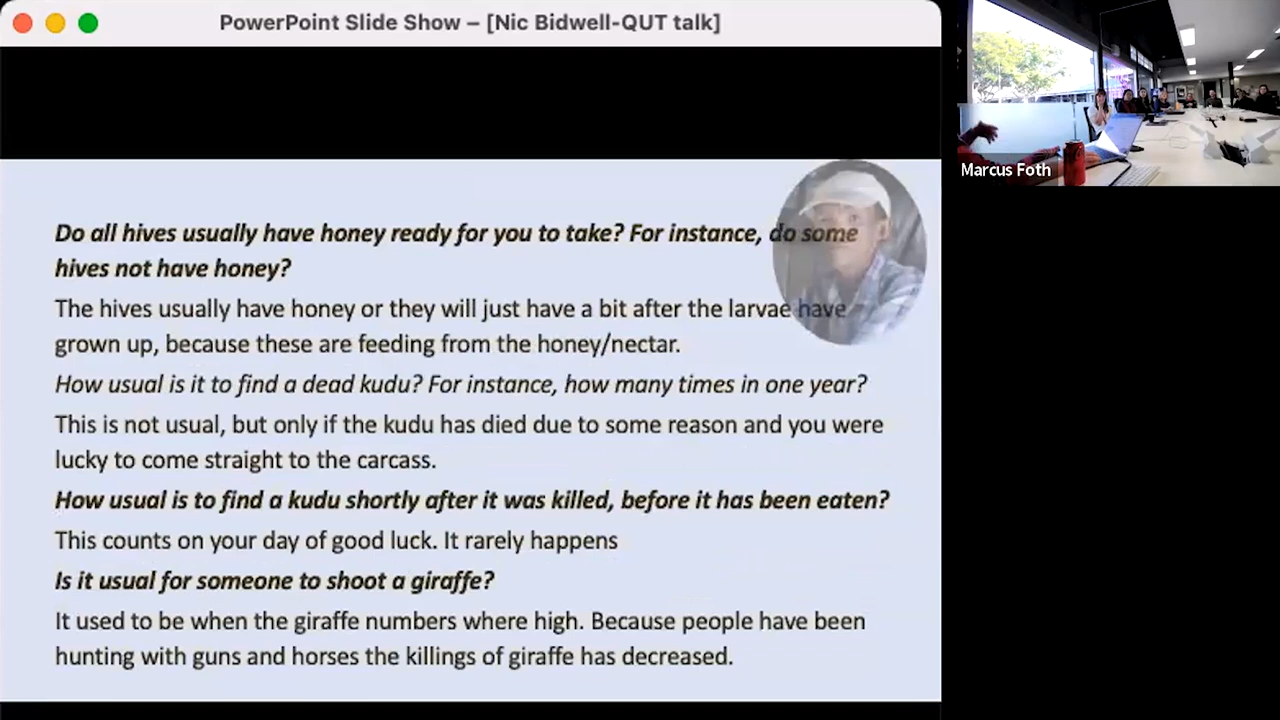 PowerPoint Slide Show – [Nic Bidwell-QUT talk]
Marcus Foth
Do all hives usually have honey ready for you to take? For instance, do some
hives not have honey?
The hives usually have honey or they will just have a bit after the larvae have
grown up, because these are feeding from the honey/nectar.
How usual is it to find a dead kudu? For instance, how many times in one year?
This is not usual, but only if the kudu has died due to some reason and you were
lucky to come straight to the carcass.
How usual is to find a kudu shortly after it was killed, before it has been eaten?
This counts on your day of good luck. It rarely happens
Is it usual for someone to shoot a giraffe?
It used to be when the giraffe numbers where high. Because people have been
hunting with guns and horses the killings of giraffe has decreased.